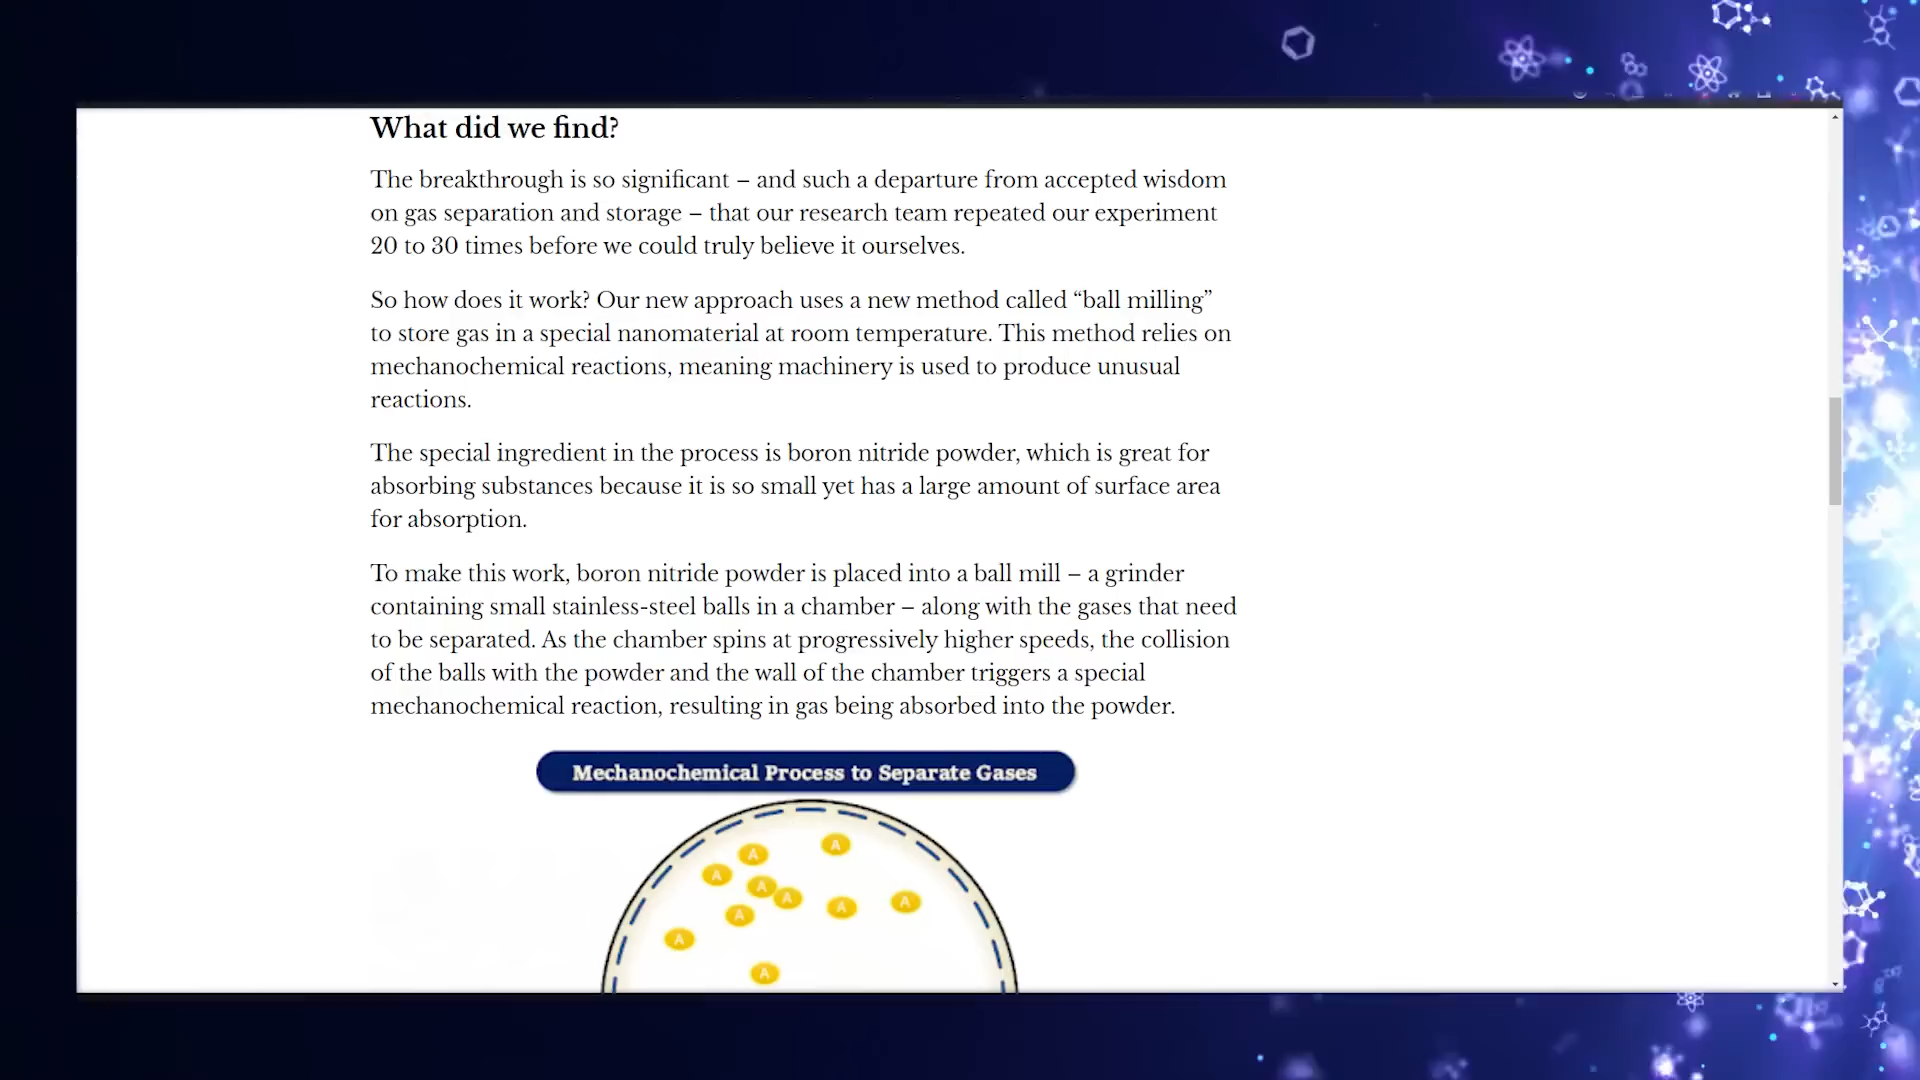 What did we find?
The breakthrough is so significant – and such a departure from accepted wisdom
on gas separation and storage – that our research team repeated our experiment
20 to 30 times before we could truly believe it ourselves.
So how does it work? Our new approach uses a new method called “ball milling”
to store gas in a special nanomaterial at room temperature. This method relies on
mechanochemical reactions, meaning machinery is used to produce unusual
reactions.
The special ingredient in the process is boron nitride powder, which is great for
absorbing substances because it is so small yet has a large amount of surface area
for absorption.
To make this work, boron nitride powder is placed into a ball mill – a grinder
containing small stainless-steel balls in a chamber – along with the gases that need
to be separated. As the chamber spins at progressively higher speeds, the collision
of the balls with the powder and the wall of the chamber triggers a special
mechanochemical reaction, resulting in gas being absorbed into the powder.
Mechanochemical Process to Separate Gases
A
A
A
A
A
A
A
A
A
A